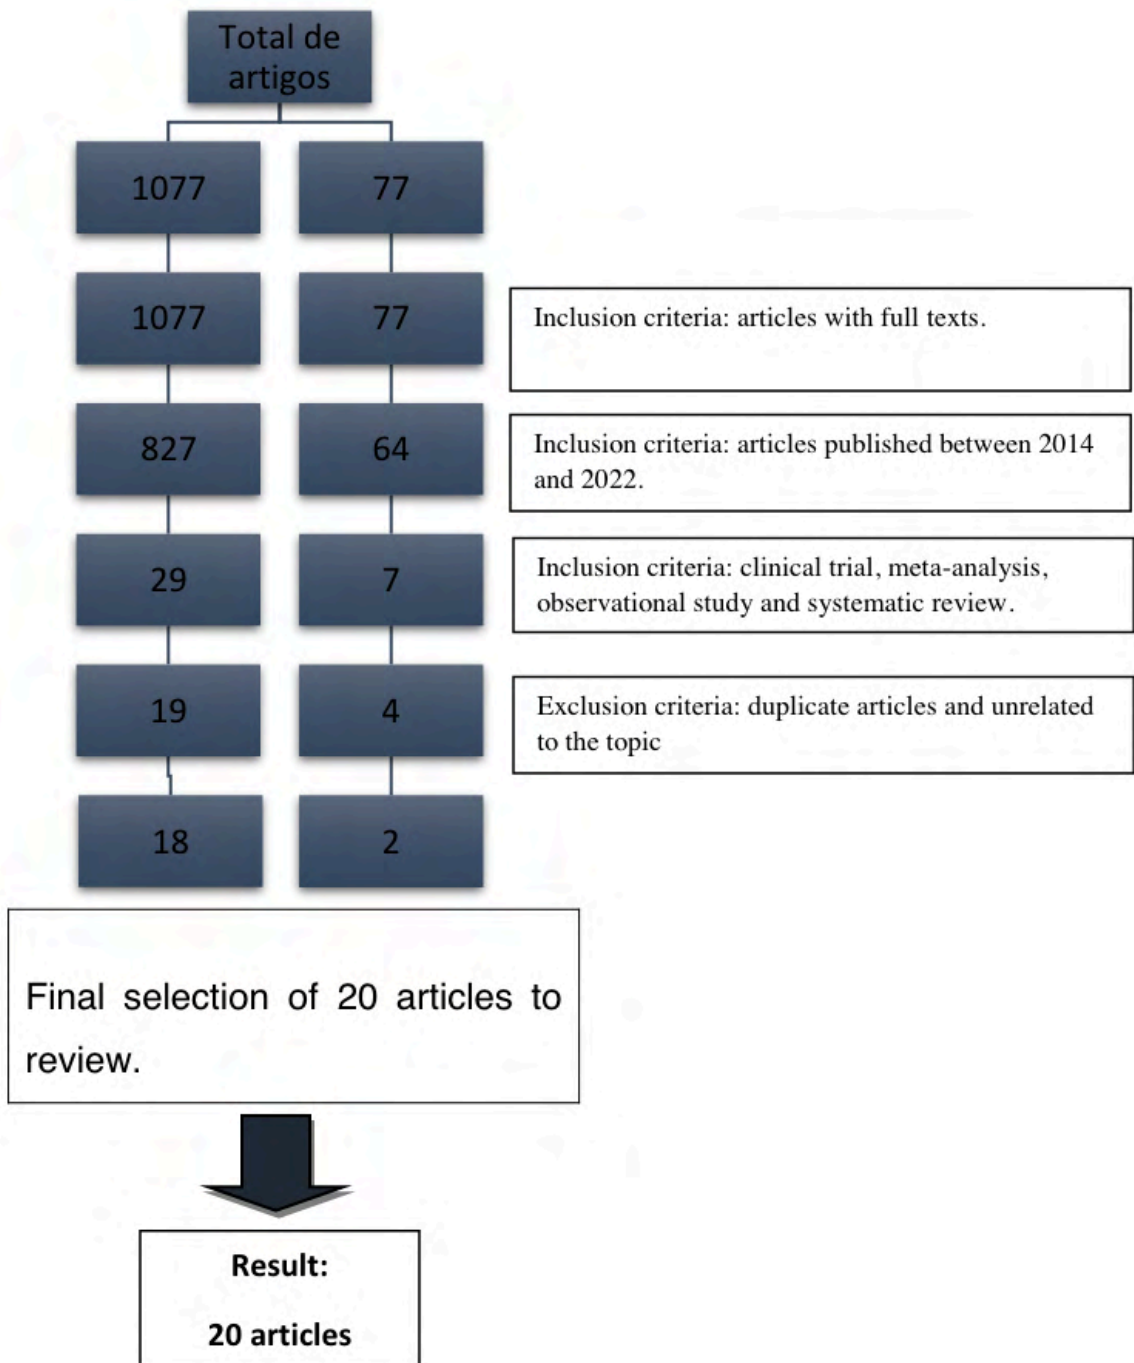 Total de
artigos
1077
77
1077
77
Inclusion criteria: articles with full texts.
827
64
Inclusion criteria: articles published between 2014
and 2022.
29
7
Inclusion criteria: clinical trial, meta-analysis,
observational study and systematic review.
19
4
Exclusion criteria: duplicate articles and unrelated
to the topic
18
2
Final selection of 20 articles to
review.
Result:
20 articles